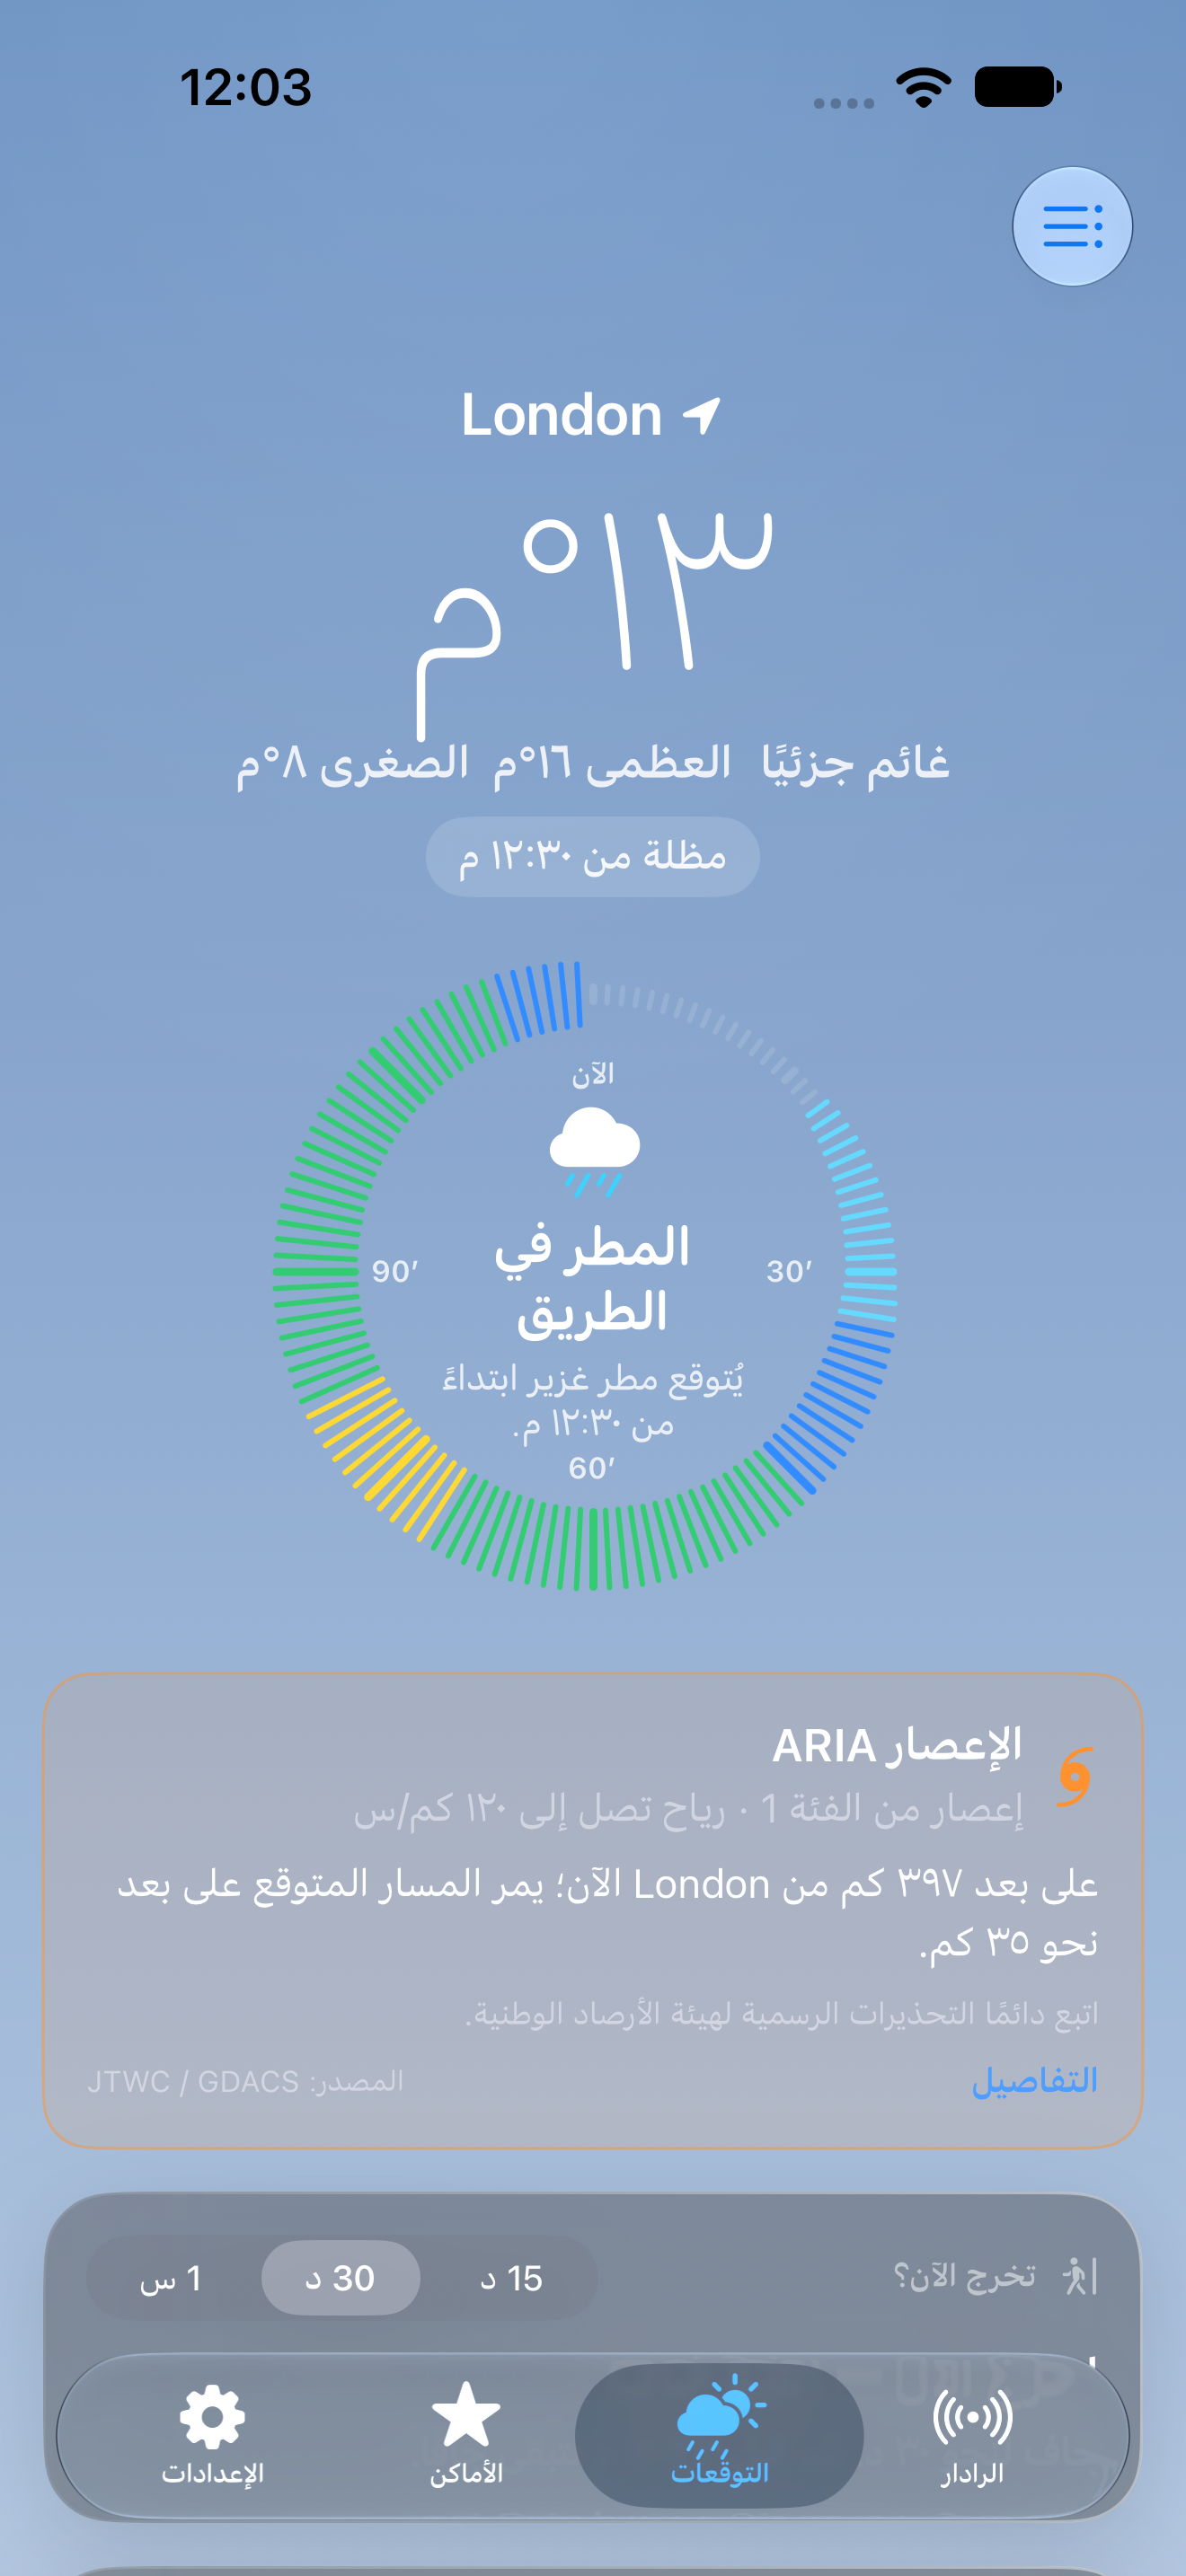 12:03
London
١٣°م
غائم جزئيًا العظمى ١٦°م الصغرى ٨°م
مظلة من ١٢:٣٠ م
الآن
المطر في
الطريق
يُتوقع مطر غزير ابتداءً
من ١٢:٣٠ م.
30′
60′
90′
الإعصار ARIA
إعصار من الفئة 1 · رياح تصل إلى ١٢٠ كم/س
على بعد ٣٩٧ كم من London الآن؛ يمر المسار المتوقع على بعد
نحو ٣٥ كم.
اتبع دائمًا التحذيرات الرسمية لهيئة الأرصاد الوطنية.
التفاصيل
المصدر: JTWC / GDACS
تخرج الآن؟
15 د
30 د
1 س
الرادار
التوقعات
الأماكن
الإعدادات